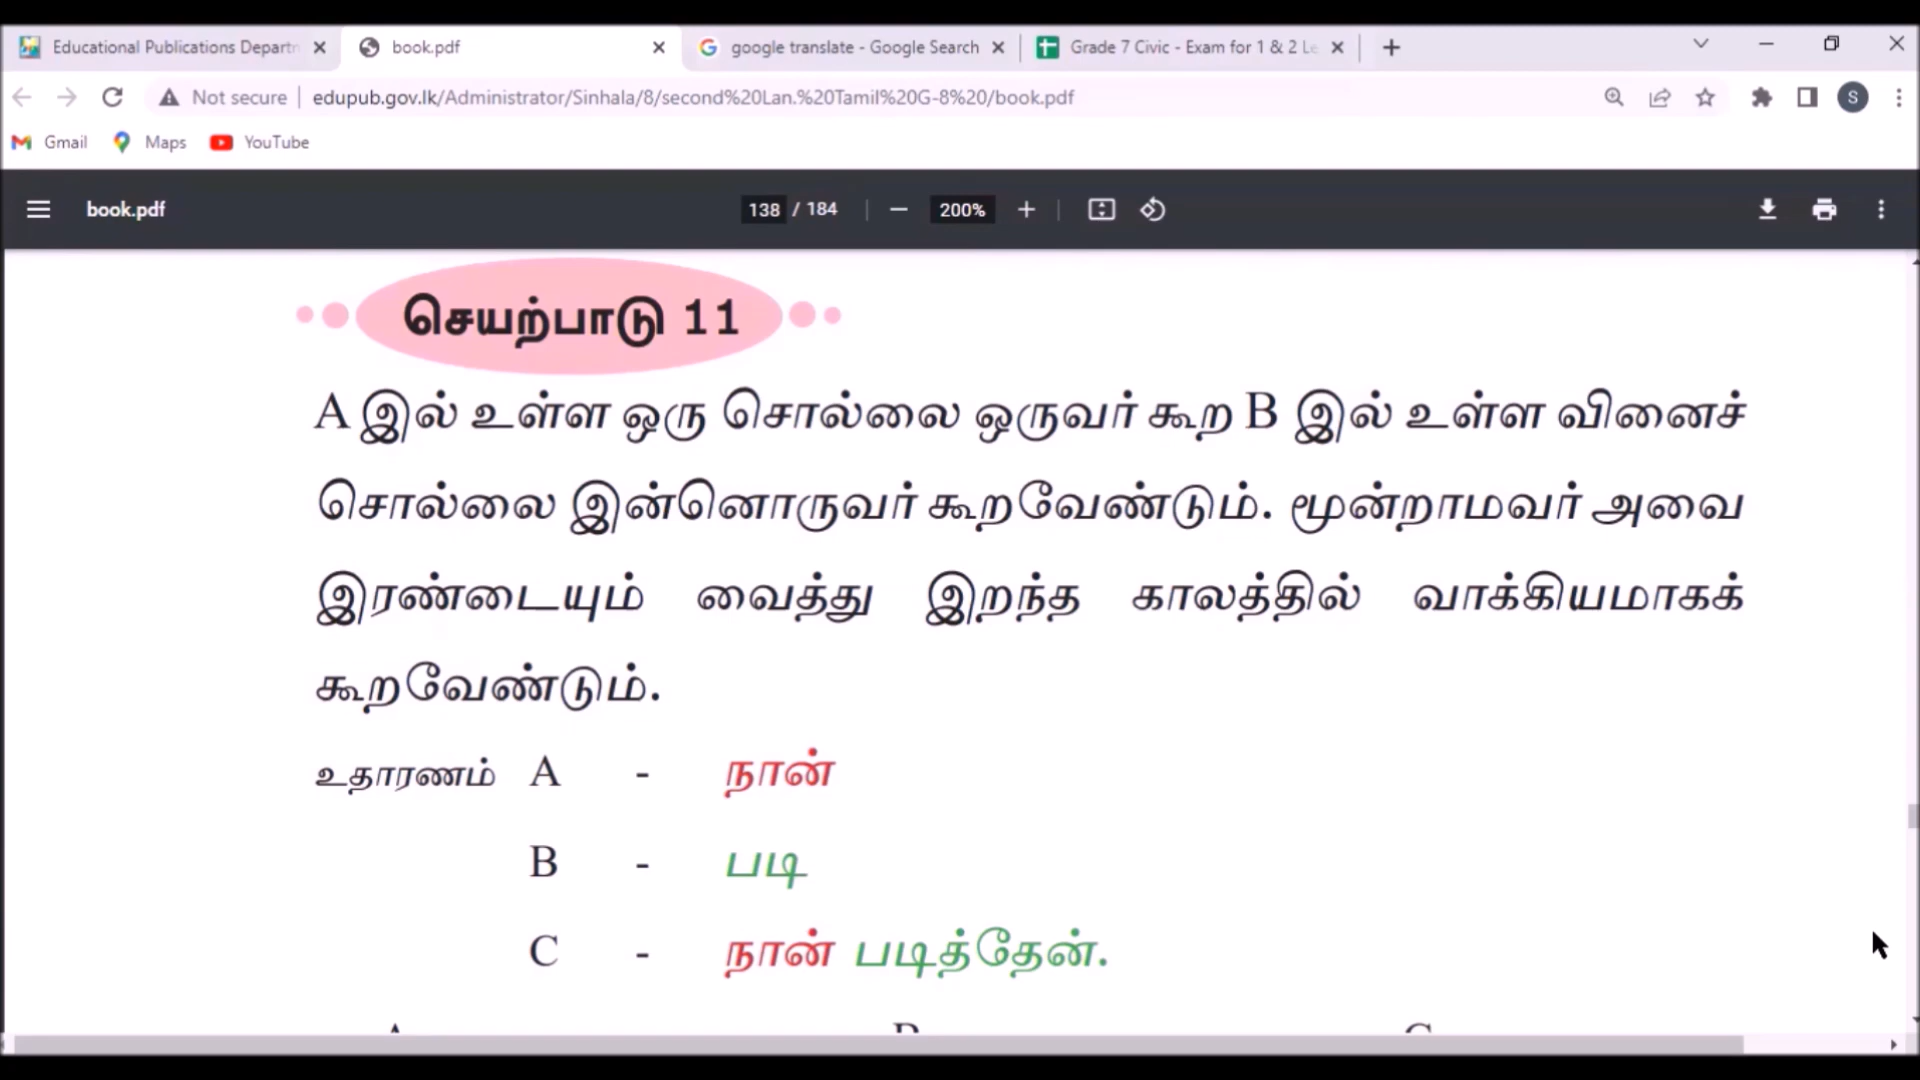 Educational Publications Departm
book.pdf
google translate - Google Search
Grade 7 Civic - Exam for 1 & 2 Le
Not secure
edupub.gov.lk/Administrator/Sinhala/8/second%20Lan.%20Tamil%20G-8%20/book.pdf
S
Gmail
Maps
YouTube
book.pdf
138 / 184
200%
செயற்பாடு 11
A இல் உள்ள ஒரு சொல்லை ஒருவர் கூற B இல் உள்ள வினைச்
சொல்லை இன்னொருவர் கூறவேண்டும். மூன்றாமவர் அவை
இரண்டையும் வைத்து இறந்த காலத்தில் வாக்கியமாகக்
கூறவேண்டும்.
உதாரணம் A - நான்
B - படி
C - நான் படித்தேன்.